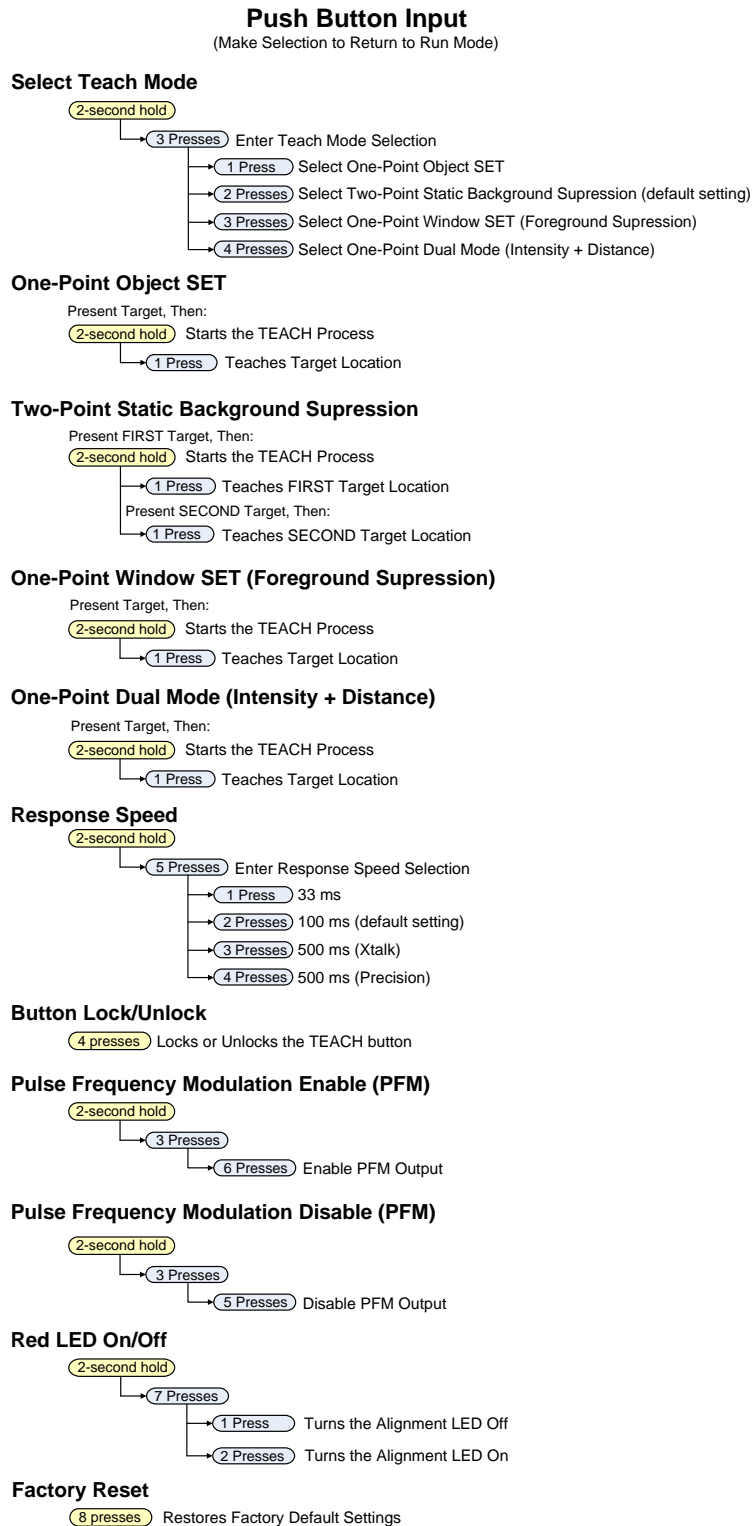 Push Button Input
(Make Selection to Return to Run Mode)
Select Teach Mode
2-second hold
3 Presses Enter Teach Mode Selection
1 Press Select One-Point Object SET
2 Presses Select Two-Point Static Background Supression (default setting)
3 Presses Select One-Point Window SET (Foreground Supression)
4 Presses Select One-Point Dual Mode (Intensity + Distance)
One-Point Object SET
Present Target, Then:
2-second hold Starts the TEACH Process
1 Press Teaches Target Location
Two-Point Static Background Supression
Present FIRST Target, Then:
2-second hold Starts the TEACH Process
1 Press Teaches FIRST Target Location
Present SECOND Target, Then:
1 Press Teaches SECOND Target Location
One-Point Window SET (Foreground Supression)
Present Target, Then:
2-second hold Starts the TEACH Process
1 Press Teaches Target Location
One-Point Dual Mode (Intensity + Distance)
Present Target, Then:
2-second hold Starts the TEACH Process
1 Press Teaches Target Location
Response Speed
2-second hold
5 Presses Enter Response Speed Selection
1 Press 33 ms
2 Presses 100 ms (default setting)
3 Presses 500 ms (Xtalk)
4 Presses 500 ms (Precision)
Button Lock/Unlock
4 presses Locks or Unlocks the TEACH button
Pulse Frequency Modulation Enable (PFM)
2-second hold
3 Presses
6 Presses Enable PFM Output
Pulse Frequency Modulation Disable (PFM)
2-second hold
3 Presses
5 Presses Disable PFM Output
Red LED On/Off
2-second hold
7 Presses
1 Press Turns the Alignment LED Off
2 Presses Turns the Alignment LED On
Factory Reset
8 presses Restores Factory Default Settings